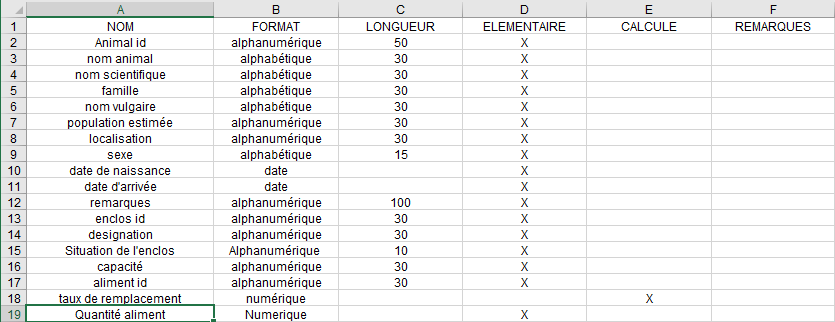 A B C D E F
1 NOM FORMAT LONGUEUR ELEMENTAIRE CALCULE REMARQUES
2 Animal id alphanumérique 50 X
3 nom animal alphabétique 30 X
4 nom scientifique alphabétique 30 X
5 famille alphabétique 30 X
6 nom vulgaire alphabétique 30 X
7 population estimée alphanumérique 30 X
8 localisation alphanumérique 30 X
9 sexe alphabétique 15 X
10 date de naissance date X
11 date d'arrivée date X
12 remarques alphanumérique 100 X
13 enclos id alphanumérique 30 X
14 designation alphanumérique 30 X
15 Situation de l'enclos Alphanumérique 10 X
16 capacité alphanumérique 30 X
17 aliment id alphanumérique 30 X
18 taux de remplacement numérique X
19 Quantité aliment Numerique X